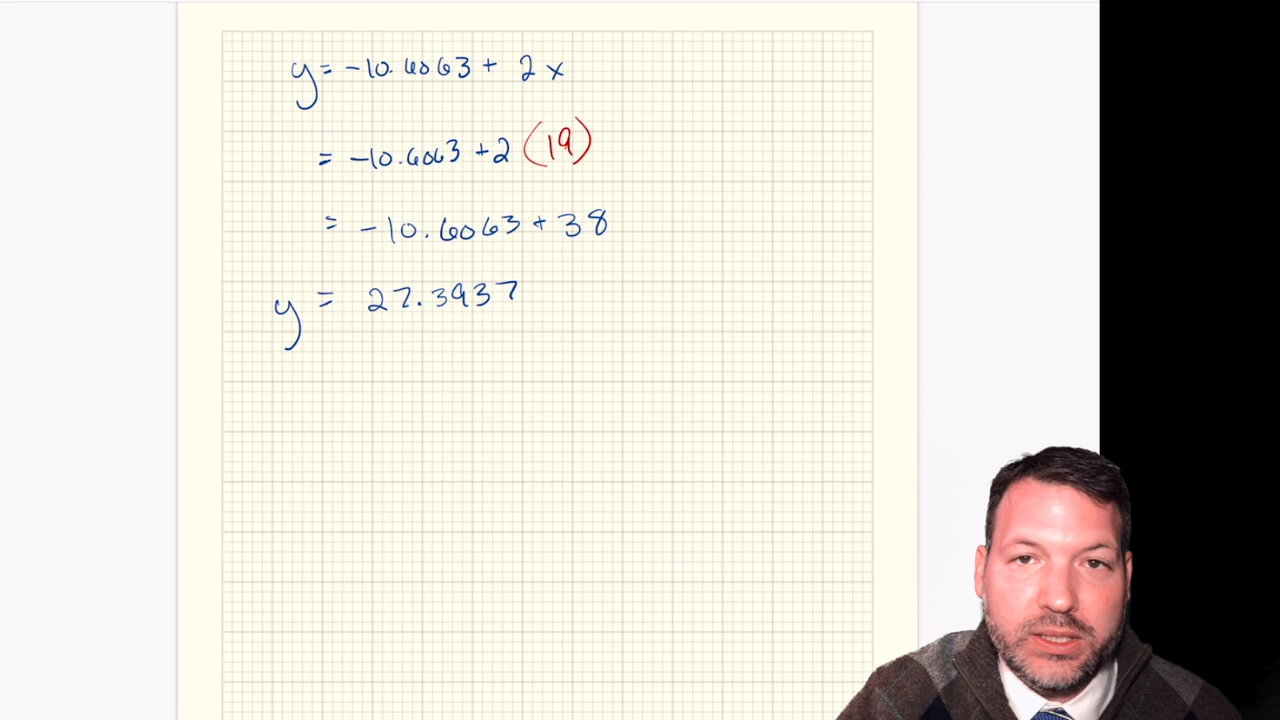 y = -10.6063 + 2x
= -10.6063 + 2 (19)
= -10.6063 + 38
y = 27.3937